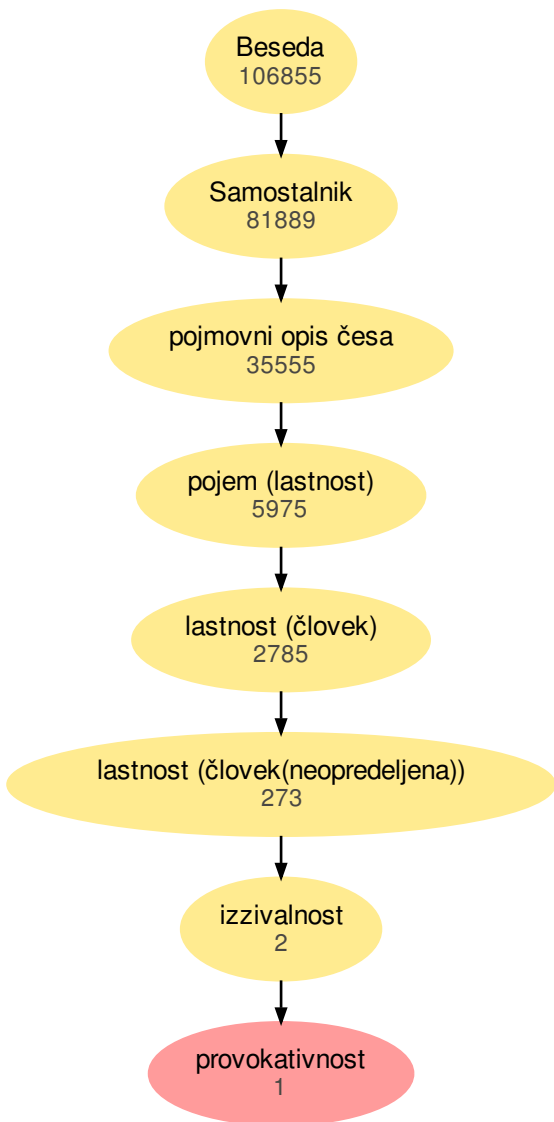 Beseda
106855
Samostalnik
81889
pojmovni opis česa
35555
pojem (lastnost)
5975
lastnost (človek)
2785
lastnost (človek(neopredeljena))
273
izzivalnost
2
provokativnost
1